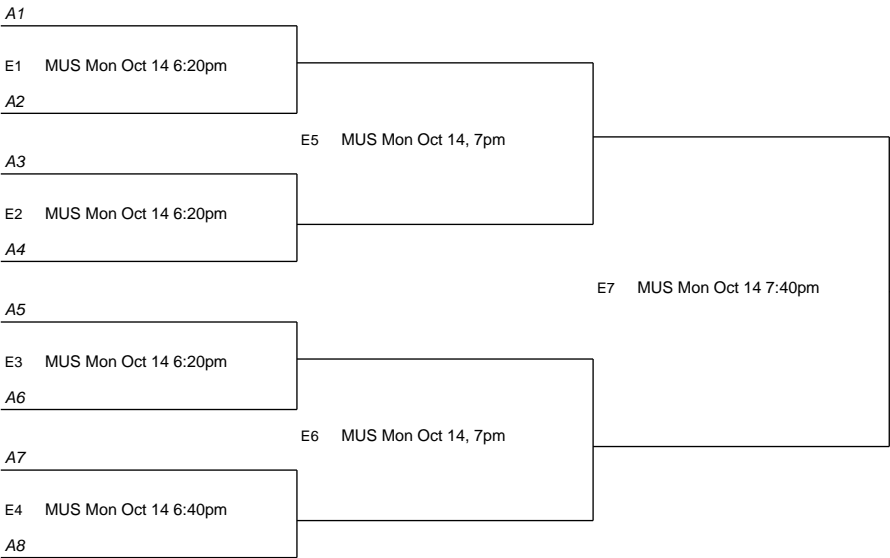 A1
E1 MUS Mon Oct 14 6:20pm
A2
E5 MUS Mon Oct 14, 7pm
A3
E2 MUS Mon Oct 14 6:20pm
A4
E7 MUS Mon Oct 14 7:40pm
A5
E3 MUS Mon Oct 14 6:20pm
A6
E6 MUS Mon Oct 14, 7pm
A7
E4 MUS Mon Oct 14 6:40pm
A8